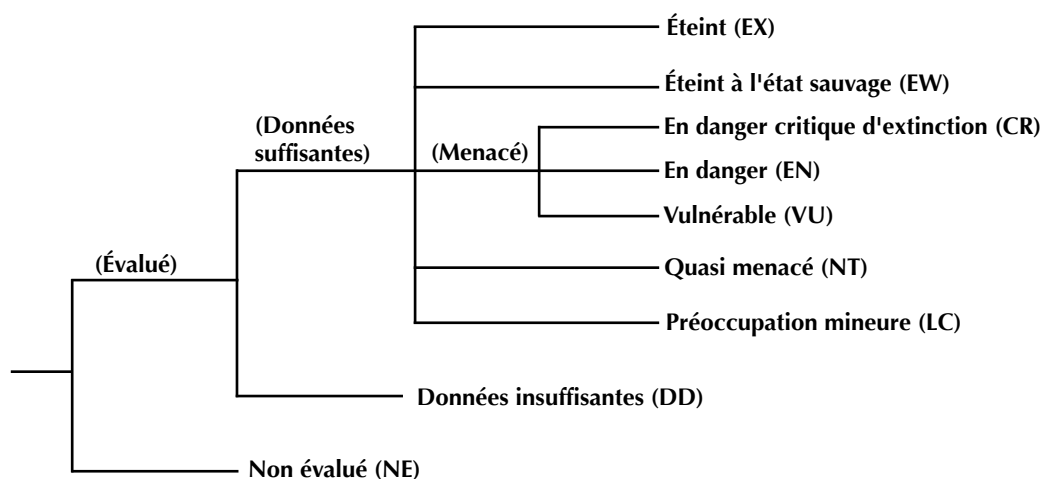 Éteint (EX)
Éteint à l'état sauvage (EW)
(Données
suffisantes)
(Menacé)
En danger critique d'extinction (CR)
En danger (EN)
Vulnérable (VU)
(Évalué)
Quasi menacé (NT)
Préoccupation mineure (LC)
Données insuffisantes (DD)
Non évalué (NE)